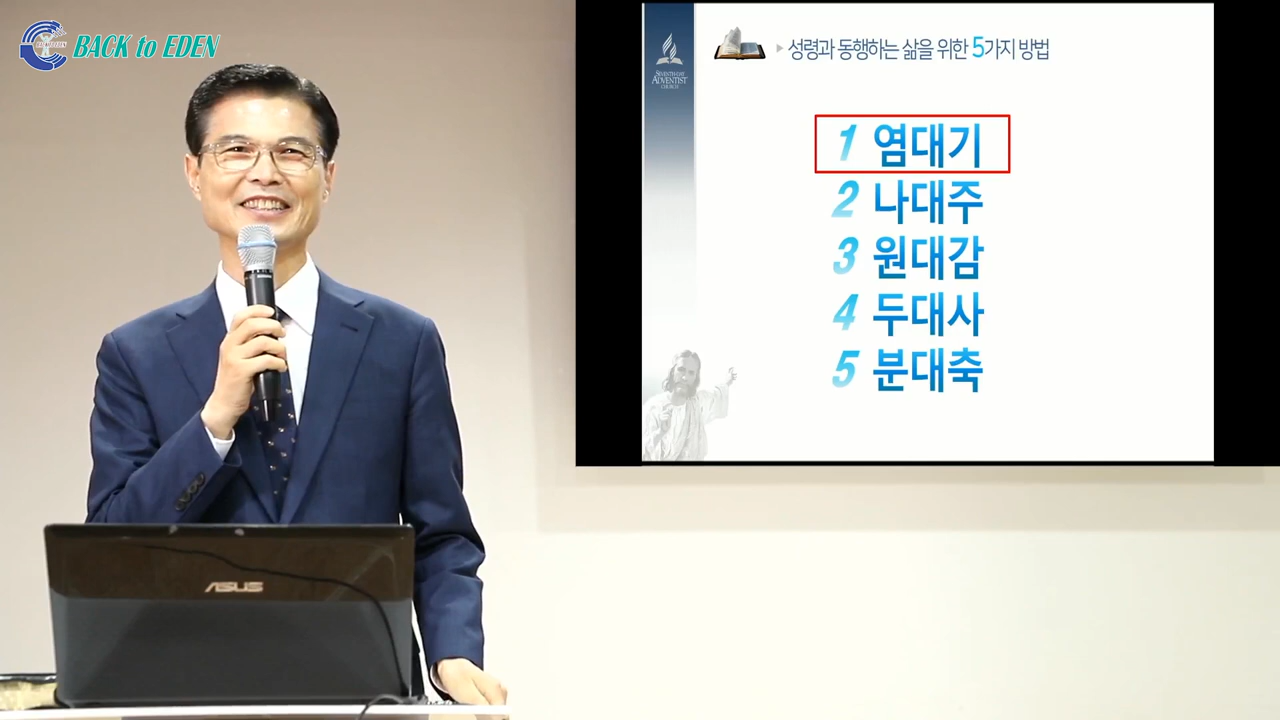 BACK to EDEN
SEVENTH-DAY
ADVENTIST
CHURCH
성령과 동행하는 삶을 위한 5가지 방법
1 염대기
2 나대주
3 원대감
4 두대사
5 분대축
ASUS